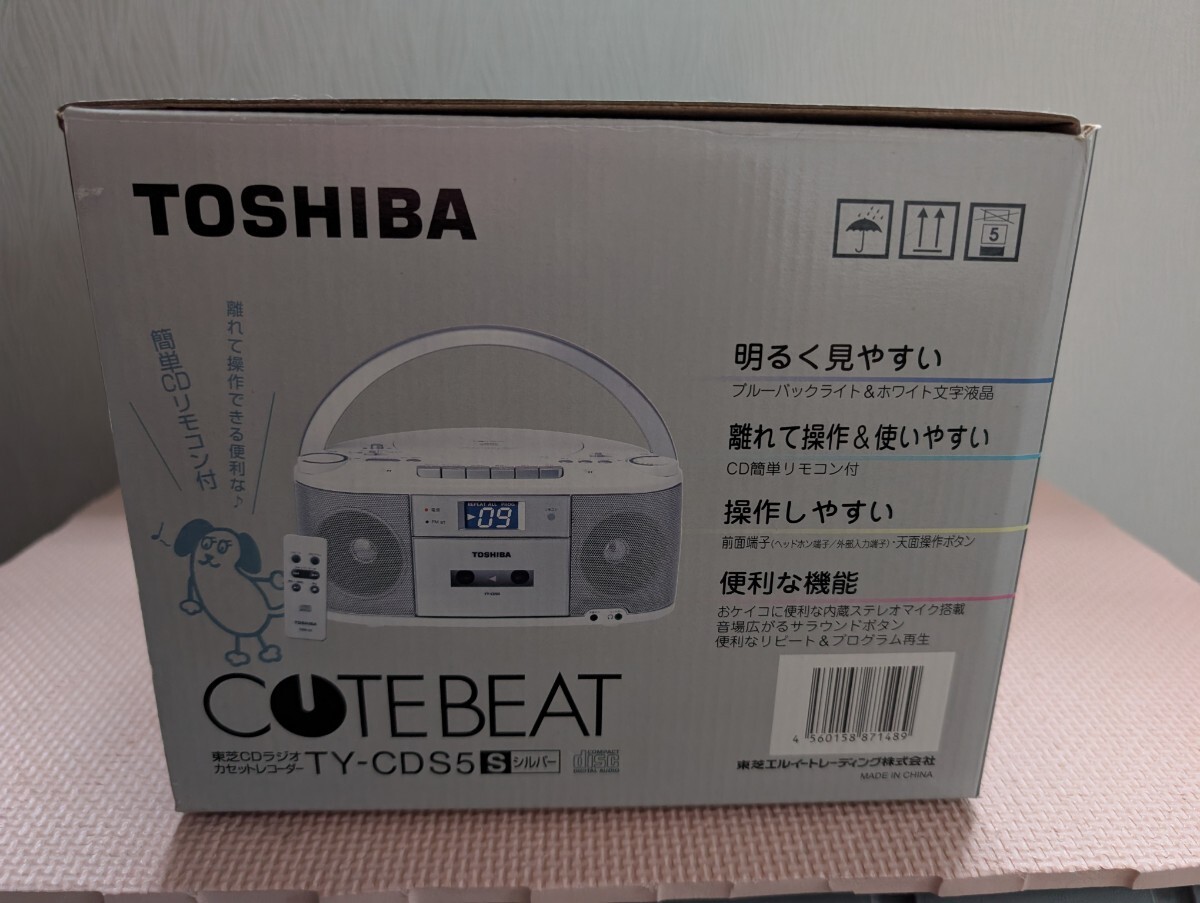 TOSHIBA
5
離れて操作できる便利な♪
簡単CDリモコン付
明るく見やすい
ブルーバックライト＆ホワイト文字液晶
離れて操作＆使いやすい
CD簡単リモコン付
操作しやすい
前面端子(ヘッドホン端子/外部入力端子)・天面操作ボタン
便利な機能
おケイコに便利な内蔵ステレオマイク搭載
音場広がるサラウンドボタン
便利なリピート＆プログラム再生
REPEAT ALL PROG.
09
TOSHIBA
TOSHIBA
CUTEBEAT
東芝CDラジオ
カセットレコーダー
TY-CDS5 S シルバー
COMPACT
disc
DIGITAL AUDIO
4 560158 871489
東芝エルイートレーディング株式会社
MADE IN CHINA